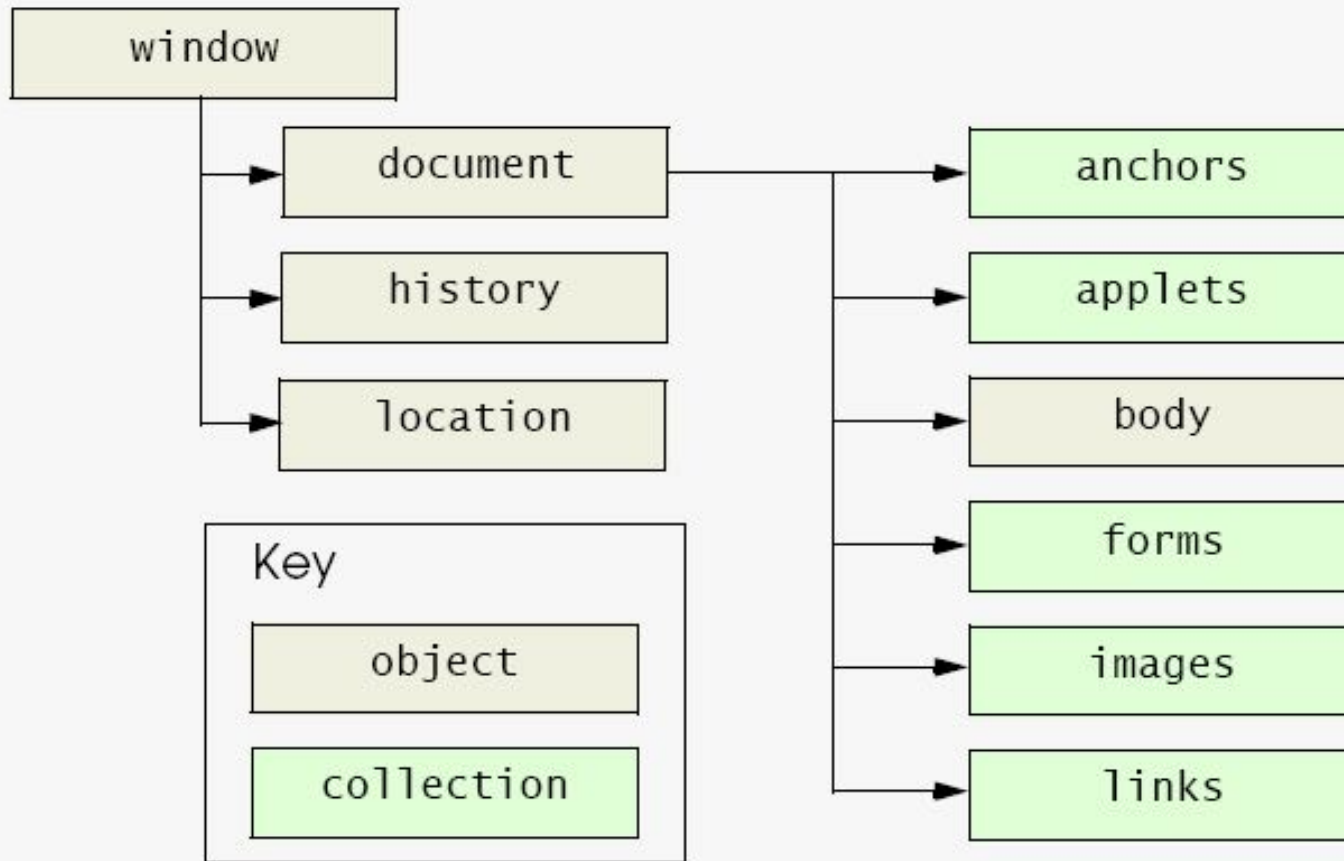 window
document
anchors
history
applets
location
body
forms
images
links
Key
object
collection